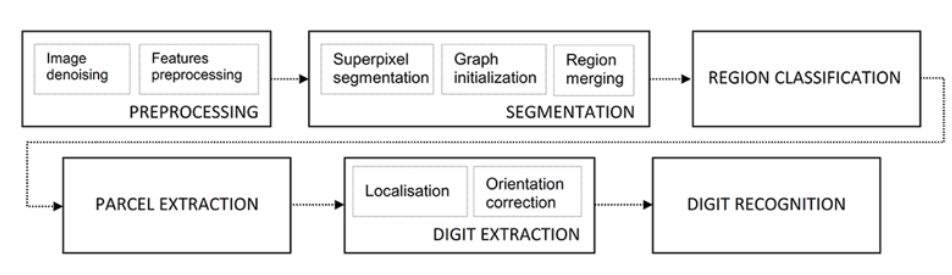 Image
denoising
Features
preprocessing
PREPROCESSING
Superpixel
segmentation
Graph
initialization
Region
merging
SEGMENTATION
REGION CLASSIFICATION
PARCEL EXTRACTION
Localisation
Orientation
correction
DIGIT EXTRACTION
DIGIT RECOGNITION